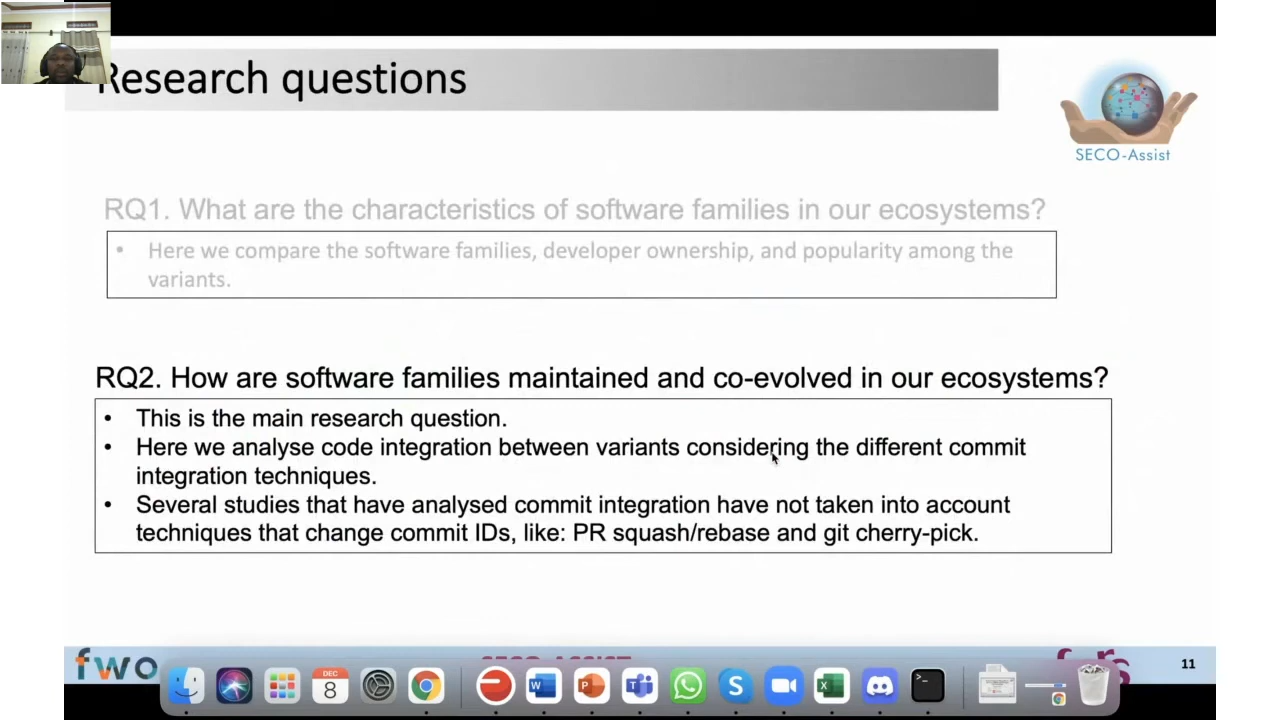 Research questions
SECO-Assist
RQ1. What are the characteristics of software families in our ecosystems?
• Here we compare the software families, developer ownership, and popularity among the
variants.
RQ2. How are software families maintained and co-evolved in our ecosystems?
• This is the main research question.
• Here we analyse code integration between variants considering the different commit
integration techniques.
• Several studies that have analysed commit integration have not taken into account
techniques that change commit IDs, like: PR squash/rebase and git cherry-pick.
fwo
SECO-ASSIST
11
DEC
8